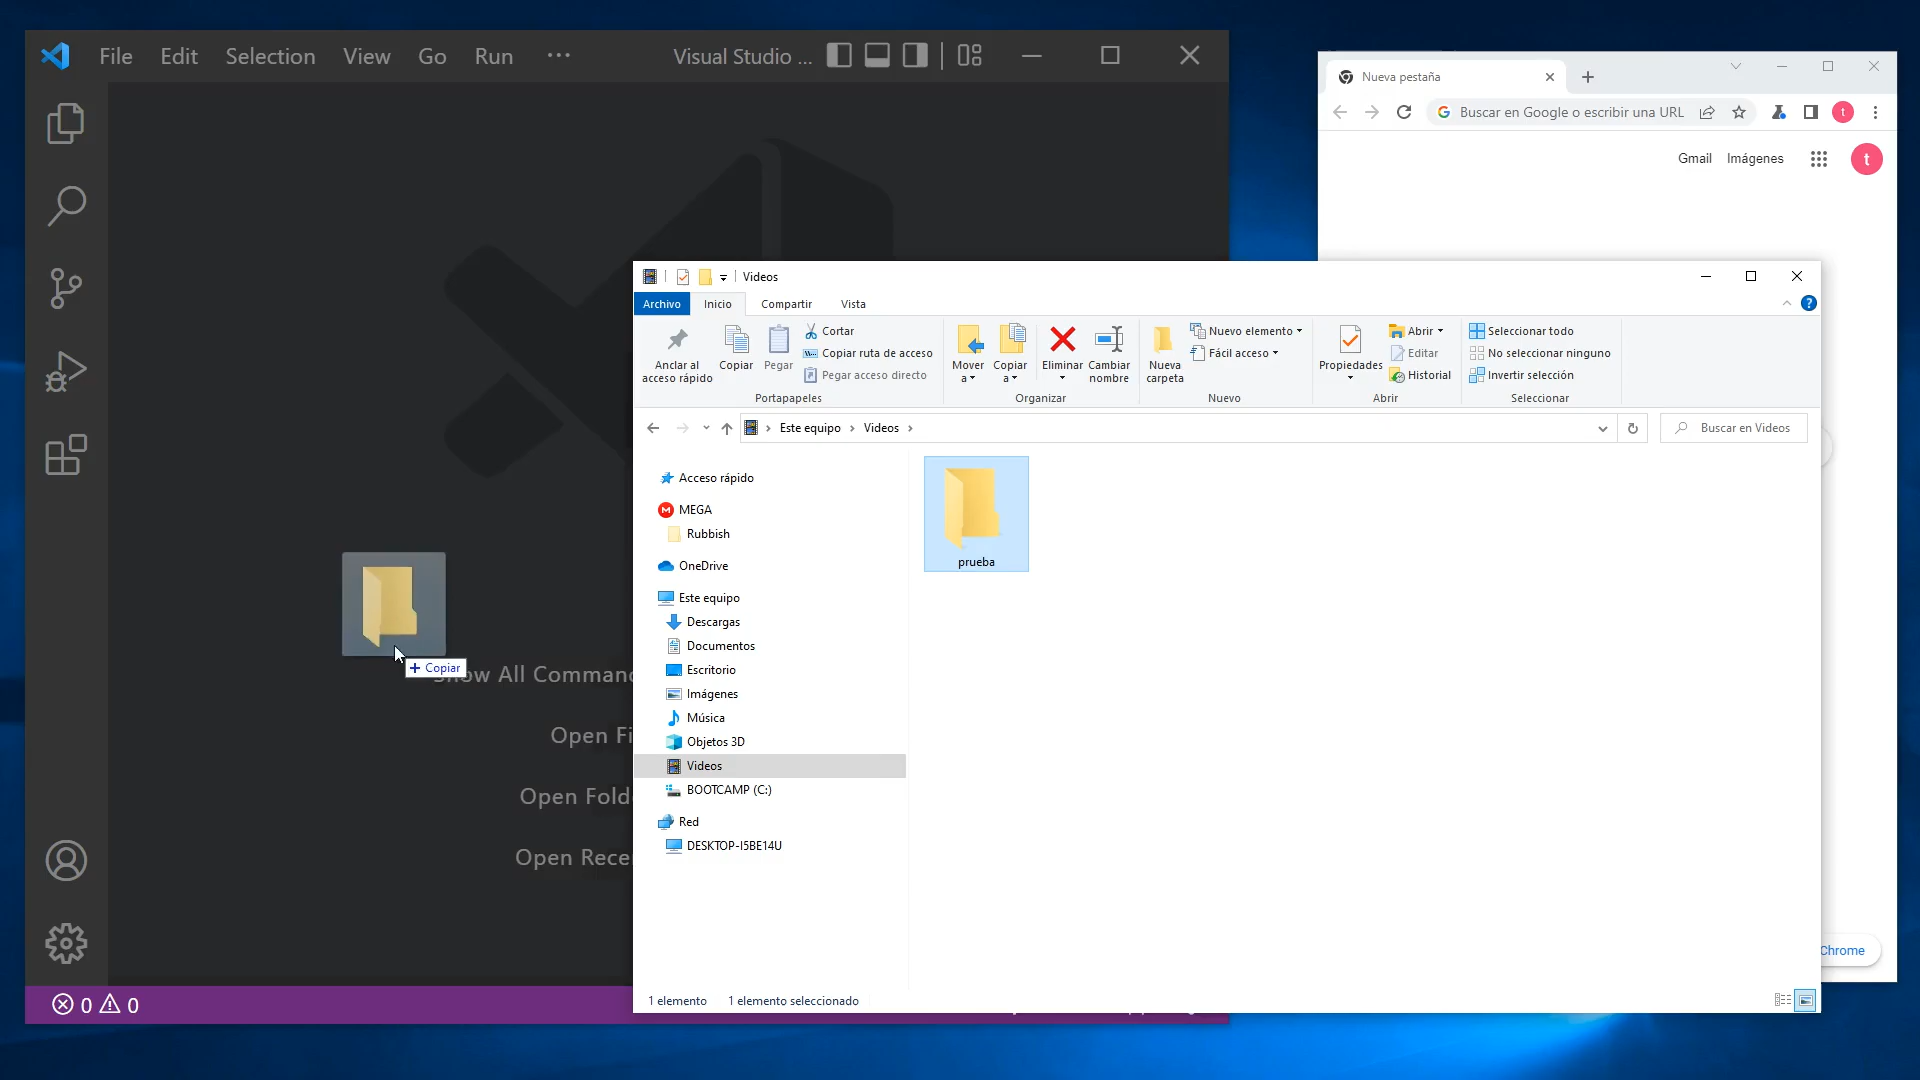 File Edit Selection View Go Run ··· Visual Studio ...
Copiar
Show All Command
Open Fi
Open Folde
Open Rece
0 0
Nueva pestaña
Buscar en Google o escribir una URL
t
Gmail Imágenes t
Chrome
Videos
Archivo Inicio Compartir Vista
Anclar al acceso rápido
Copiar
Pegar
Cortar
Copiar ruta de acceso
Pegar acceso directo
Portapapeles
Mover a
Copiar a
Eliminar
Cambiar nombre
Organizar
Nueva carpeta
Nuevo elemento
Fácil acceso
Nuevo
Propiedades
Abrir
Editar
Historial
Abrir
Seleccionar todo
No seleccionar ninguno
Invertir selección
Seleccionar
Este equipo > Videos >
Buscar en Videos
Acceso rápido
MEGA
Rubbish
OneDrive
Este equipo
Descargas
Documentos
Escritorio
Imágenes
Música
Objetos 3D
Videos
BOOTCAMP (C:)
Red
DESKTOP-I5BE14U
prueba
1 elemento 1 elemento seleccionado